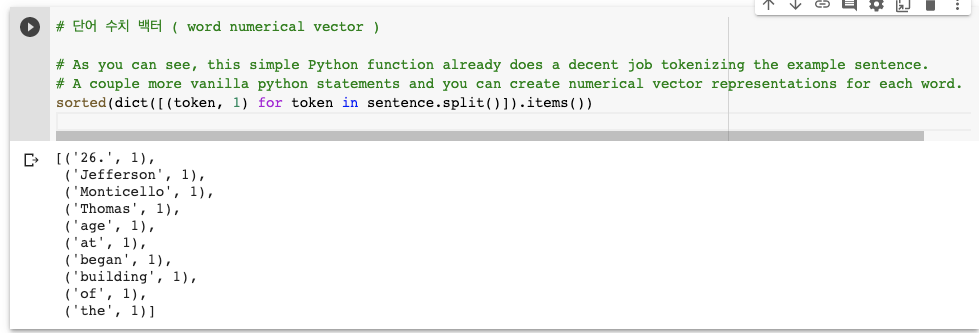 # 단어 수치 백터 ( word numerical vector )
# As you can see, this simple Python function already does a decent job tokenizing the example sentence.
# A couple more vanilla python statements and you can create numerical vector representations for each word.
sorted(dict([(token, 1) for token in sentence.split()]).items())
[('26.', 1),
('Jefferson', 1),
('Monticello', 1),
('Thomas', 1),
('age', 1),
('at', 1),
('began', 1),
('building', 1),
('of', 1),
('the', 1)]